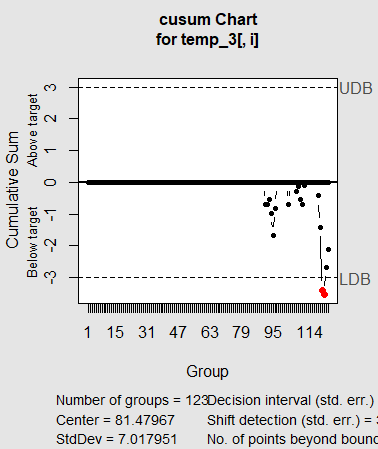 cusum Chart
for temp_3[, i]
Cumulative Sum
Above target
Below target
3
2
1
0
-1
-2
-3
UDB
LDB
1 15 31 47 63 79 95 114
Group
Number of groups = 123 Decision interval (std. err.)
Center = 81.47967 Shift detection (std. err.) =
StdDev = 7.017951 No. of points beyond